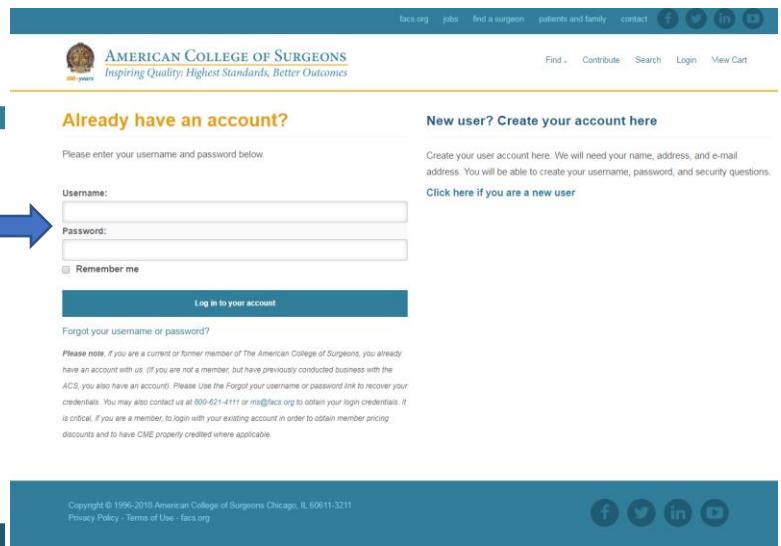 facs.org jobs find a surgeon patients and family contact
AMERICAN COLLEGE OF SURGEONS
Inspiring Quality: Highest Standards, Better Outcomes
100+years
Find Contribute Search Login View Cart
Already have an account?
Please enter your username and password below.
Username:
Password:
Remember me
Log in to your account
Forgot your username or password?
Please note, if you are a current or former member of The American College of Surgeons, you already
have an account with us. (If you are not a member, but have previously conducted business with the
ACS, you also have an account). Please Use the Forgot your username or password link to recover your
credentials. You may also contact us at 800-621-4111 or ms@facs.org to obtain your login credentials. It
is critical, if you are a member, to login with your existing account in order to obtain member pricing
discounts and to have CME properly credited where applicable.
New user? Create your account here
Create your user account here. We will need your name, address, and e-mail
address. You will be able to create your username, password, and security questions.
Click here if you are a new user
Copyright © 1996-2018 American College of Surgeons Chicago, IL 60611-3211
Privacy Policy - Terms of Use - facs.org